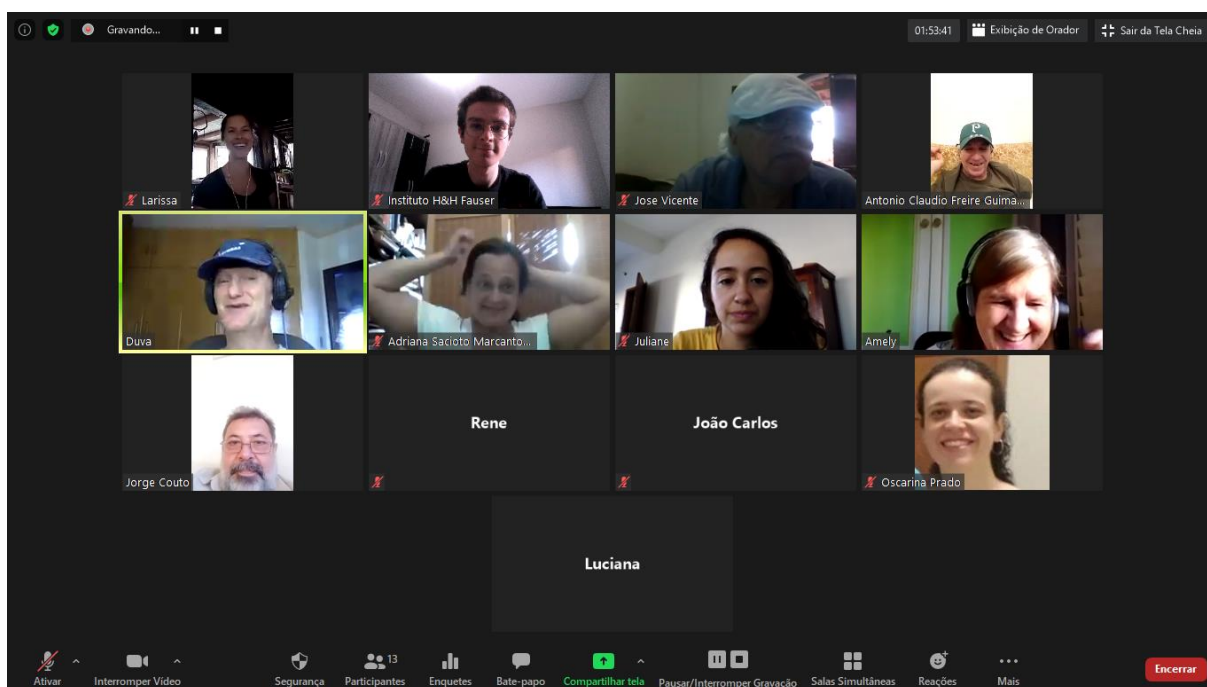 Gravando...
01:53:41
Exibição de Orador
Sair da Tela Cheia
Larissa
Instituto H&H Fauser
Jose Vicente
Antonio Claudio Freire Guima...
Duva
Adriana Sacioto Marcanto...
Juliane
Amely
Jorge Couto
Rene
João Carlos
Oscarina Prado
Luciana
13
Ativar
Interromper Vídeo
Segurança
Participantes
Enquetes
Bate-papo
Compartilhar tela
Pausar/Interromper Gravação
Salas Simultâneas
Reações
Mais
Encerrar